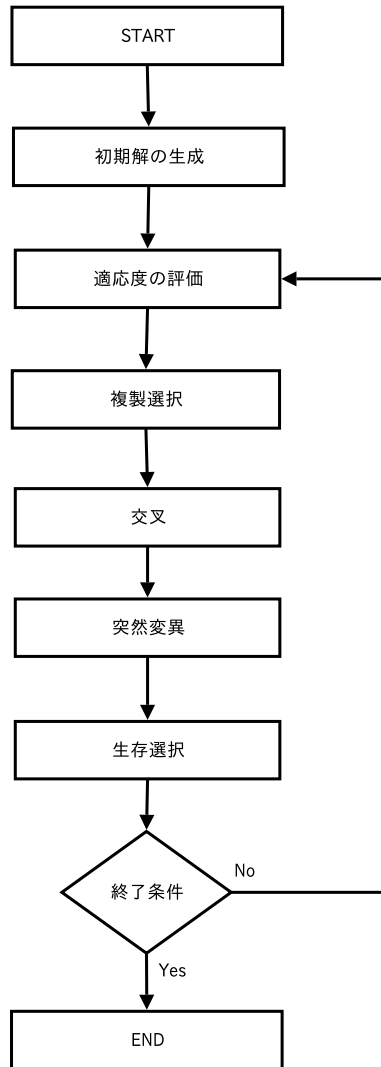 START
初期解の生成
適応度の評価
複製選択
交叉
突然変異
生存選択
終了条件
No
Yes
END